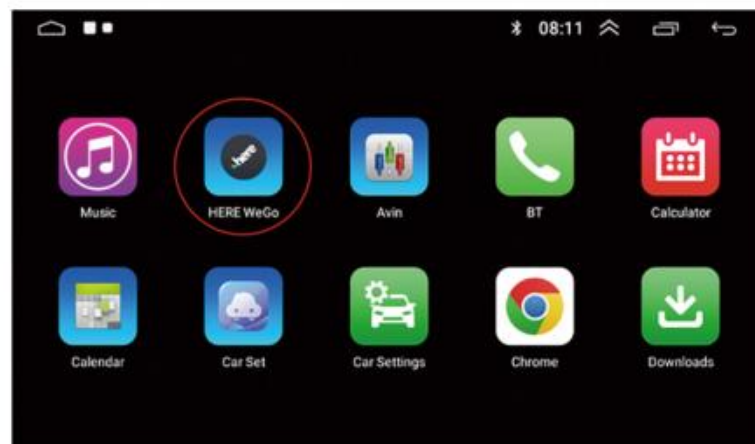 08:11
here
Music
HERE WeGo
Avin
BT
Calculator
Calendar
Car Set
Car Settings
Chrome
Downloads